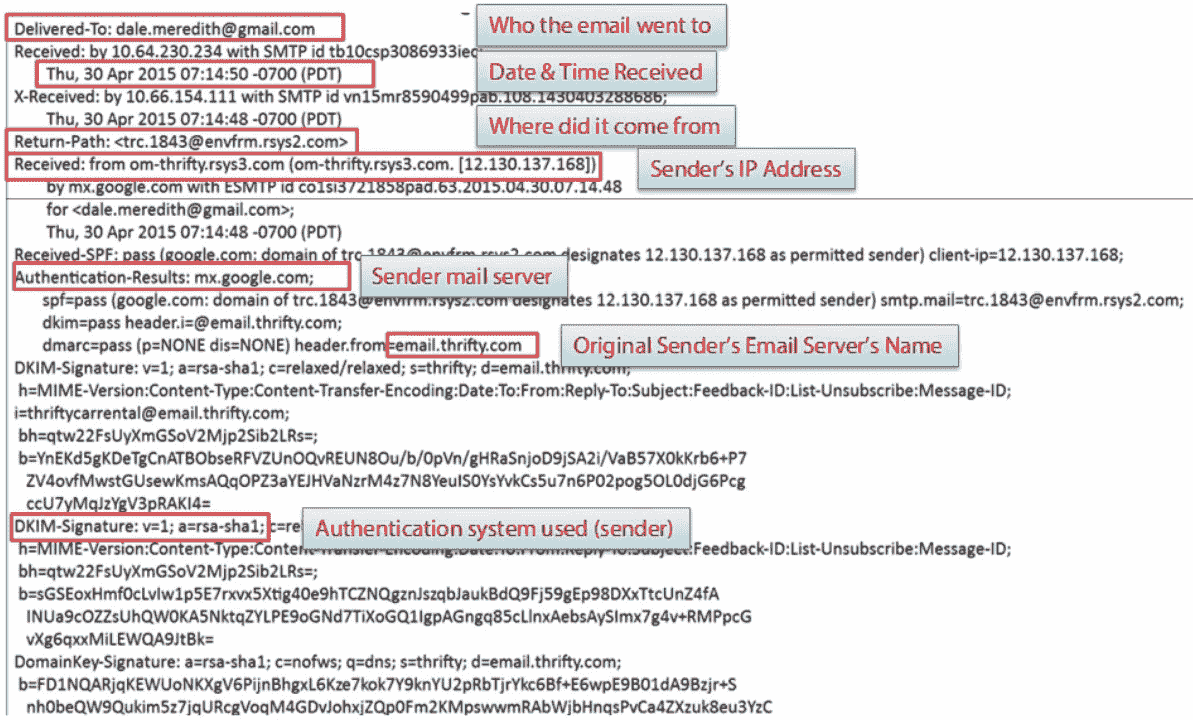 Delivered-To: dale.meredith@gmail.com
Who the email went to
Received: by 10.64.230.234 with SMTP id tb10csp3086933iec;
Thu, 30 Apr 2015 07:14:50 -0700 (PDT)
Date & Time Received
X-Received: by 10.66.154.111 with SMTP id vn15mr8590499pab.108.1430403288686;
Thu, 30 Apr 2015 07:14:48 -0700 (PDT)
Where did it come from
Return-Path: <trc.1843@envfrm.rsys2.com>
Received: from om-thrifty.rsys3.com (om-thrifty.rsys3.com. [12.130.137.168])
Sender's IP Address
by mx.google.com with ESMTP id co1si3721858pad.63.2015.04.30.07.14.48
for <dale.meredith@gmail.com>;
Thu, 30 Apr 2015 07:14:48 -0700 (PDT)
Received-SPF: pass (google.com: domain of trc.1843@envfrm.rsys2.com designates 12.130.137.168 as permitted sender) client-ip=12.130.137.168;
Authentication-Results: mx.google.com;
Sender mail server
spf=pass (google.com: domain of trc.1843@envfrm.rsys2.com designates 12.130.137.168 as permitted sender) smtp.mail=trc.1843@envfrm.rsys2.com;
dkim=pass header.i=@email.thrifty.com;
dmarc=pass (p=NONE dis=NONE) header.from=email.thrifty.com
Original Sender's Email Server's Name
DKIM-Signature: v=1; a=rsa-sha1; c=relaxed/relaxed; s=thrifty; d=email.thrifty.com;
h=MIME-Version:Content-Type:Content-Transfer-Encoding:Date:To:From:Reply-To:Subject:Feedback-ID:List-Unsubscribe:Message-ID;
i=thriftycarrental@email.thrifty.com;
bh=qtw22FsUyXmGSoV2Mjp2Sib2LRs=;
b=YnEKd5gKDeTgCnATBObseRFVZUnOQvREUN8Ou/b/0pVn/gHRaSnjoD9jSA2i/VaB57X0kKrb6+P7
ZV4ovfMwstGUsewKmsAQqOPZ3aYEJHVaNzrM4z7N8YeuIS0YsYvkCs5u7n6P02pog5OL0djG6Pcg
ccU7yMqJzYgV3pRAKI4=
DKIM-Signature: v=1; a=rsa-sha1; c=rel
Authentication system used (sender)
h=MIME-Version:Content-Type:Content-Transfer-Encoding:Date:To:From:Reply-To:Subject:Feedback-ID:List-Unsubscribe:Message-ID;
bh=qtw22FsUyXmGSoV2Mjp2Sib2LRs=;
b=sGSEoxHmf0cLvIw1p5E7rxvx5Xtig40e9hTCZNQgznJszqbJaukBdQ9Fj59gEp98DXxTtcUnZ4fA
INUa9cOZZsUhQW0KA5NktqZYLPE9oGNd7TiXoGQ1IgpAGngq85cLlnxAebsAySImx7g4v+RMPpcG
vXg6qxxMiLEWQA9JtBk=
DomainKey-Signature: a=rsa-sha1; c=nofws; q=dns; s=thrifty; d=email.thrifty.com;
b=FD1NQARjqKEWUoNKXgV6PijnBhgxL6Kze7kok7Y9knYU2pRbTjrYkc6Bf+E6wpE9B01dA9Bzjr+S
nh0beQW9Qukim5z7jqURcgVoqM4GDvJohxjZQp0Fm2KMpswwmRAbWjbHnqsPvCa4ZXzuk8eu3YzC